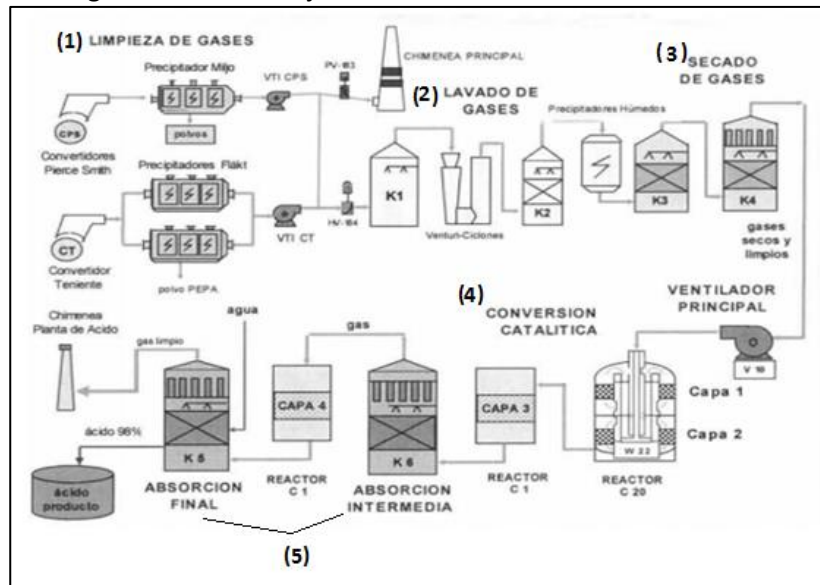 (1) LIMPIEZA DE GASES
Precipitador Miljo
VTI CPS
PV-183
CHIMENEA PRINCIPAL
CPS
polvos
Convertidores
Pierce Smith
Precipitadores Fläkt
CT
Convertidor
Teniente
polvo PEPA
VTI CT
HV-184
(2) LAVADO DE
GASES
K1
Venturi-Ciclones
K2
Precipitadores Húmedos
(3) SECADO
DE GASES
K3
K4
gases
secos y
limpios
VENTILADOR
PRINCIPAL
V 10
(4)
CONVERSION
CATALITICA
Capa 1
Capa 2
W 22
REACTOR
C 20
CAPA 3
REACTOR
C 1
gas
K 6
ABSORCION
INTERMEDIA
CAPA 4
REACTOR
C 1
agua
K 5
ABSORCION
FINAL
(5)
Chimenea
Planta de Acido
gas limpio
ácido 98%
ácido
producto